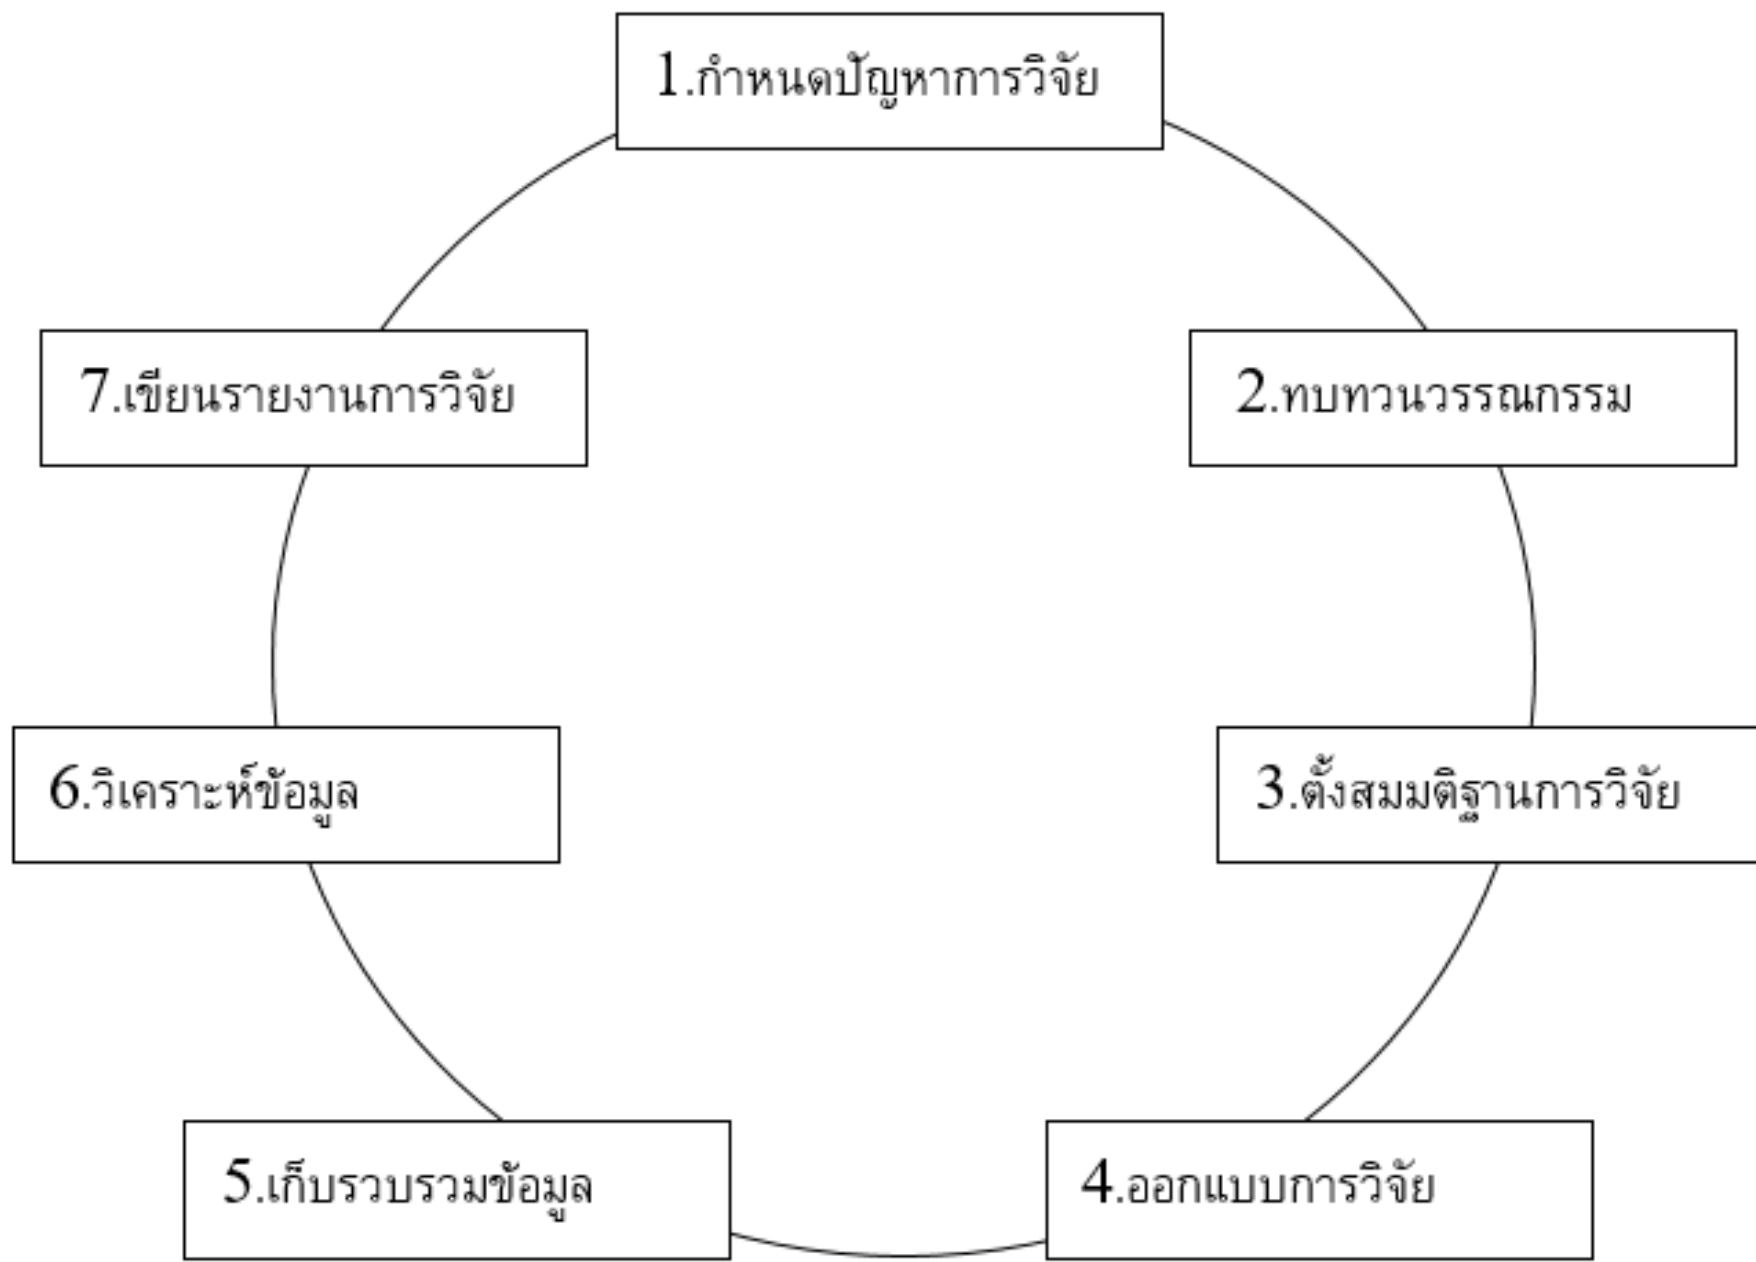 1.กำหนดปัญหาการวิจัย
2.ทบทวนวรรณกรรม
3.ตั้งสมมติฐานการวิจัย
4.ออกแบบการวิจัย
5.เก็บรวบรวมข้อมูล
6.วิเคราะห์ข้อมูล
7.เขียนรายงานการวิจัย